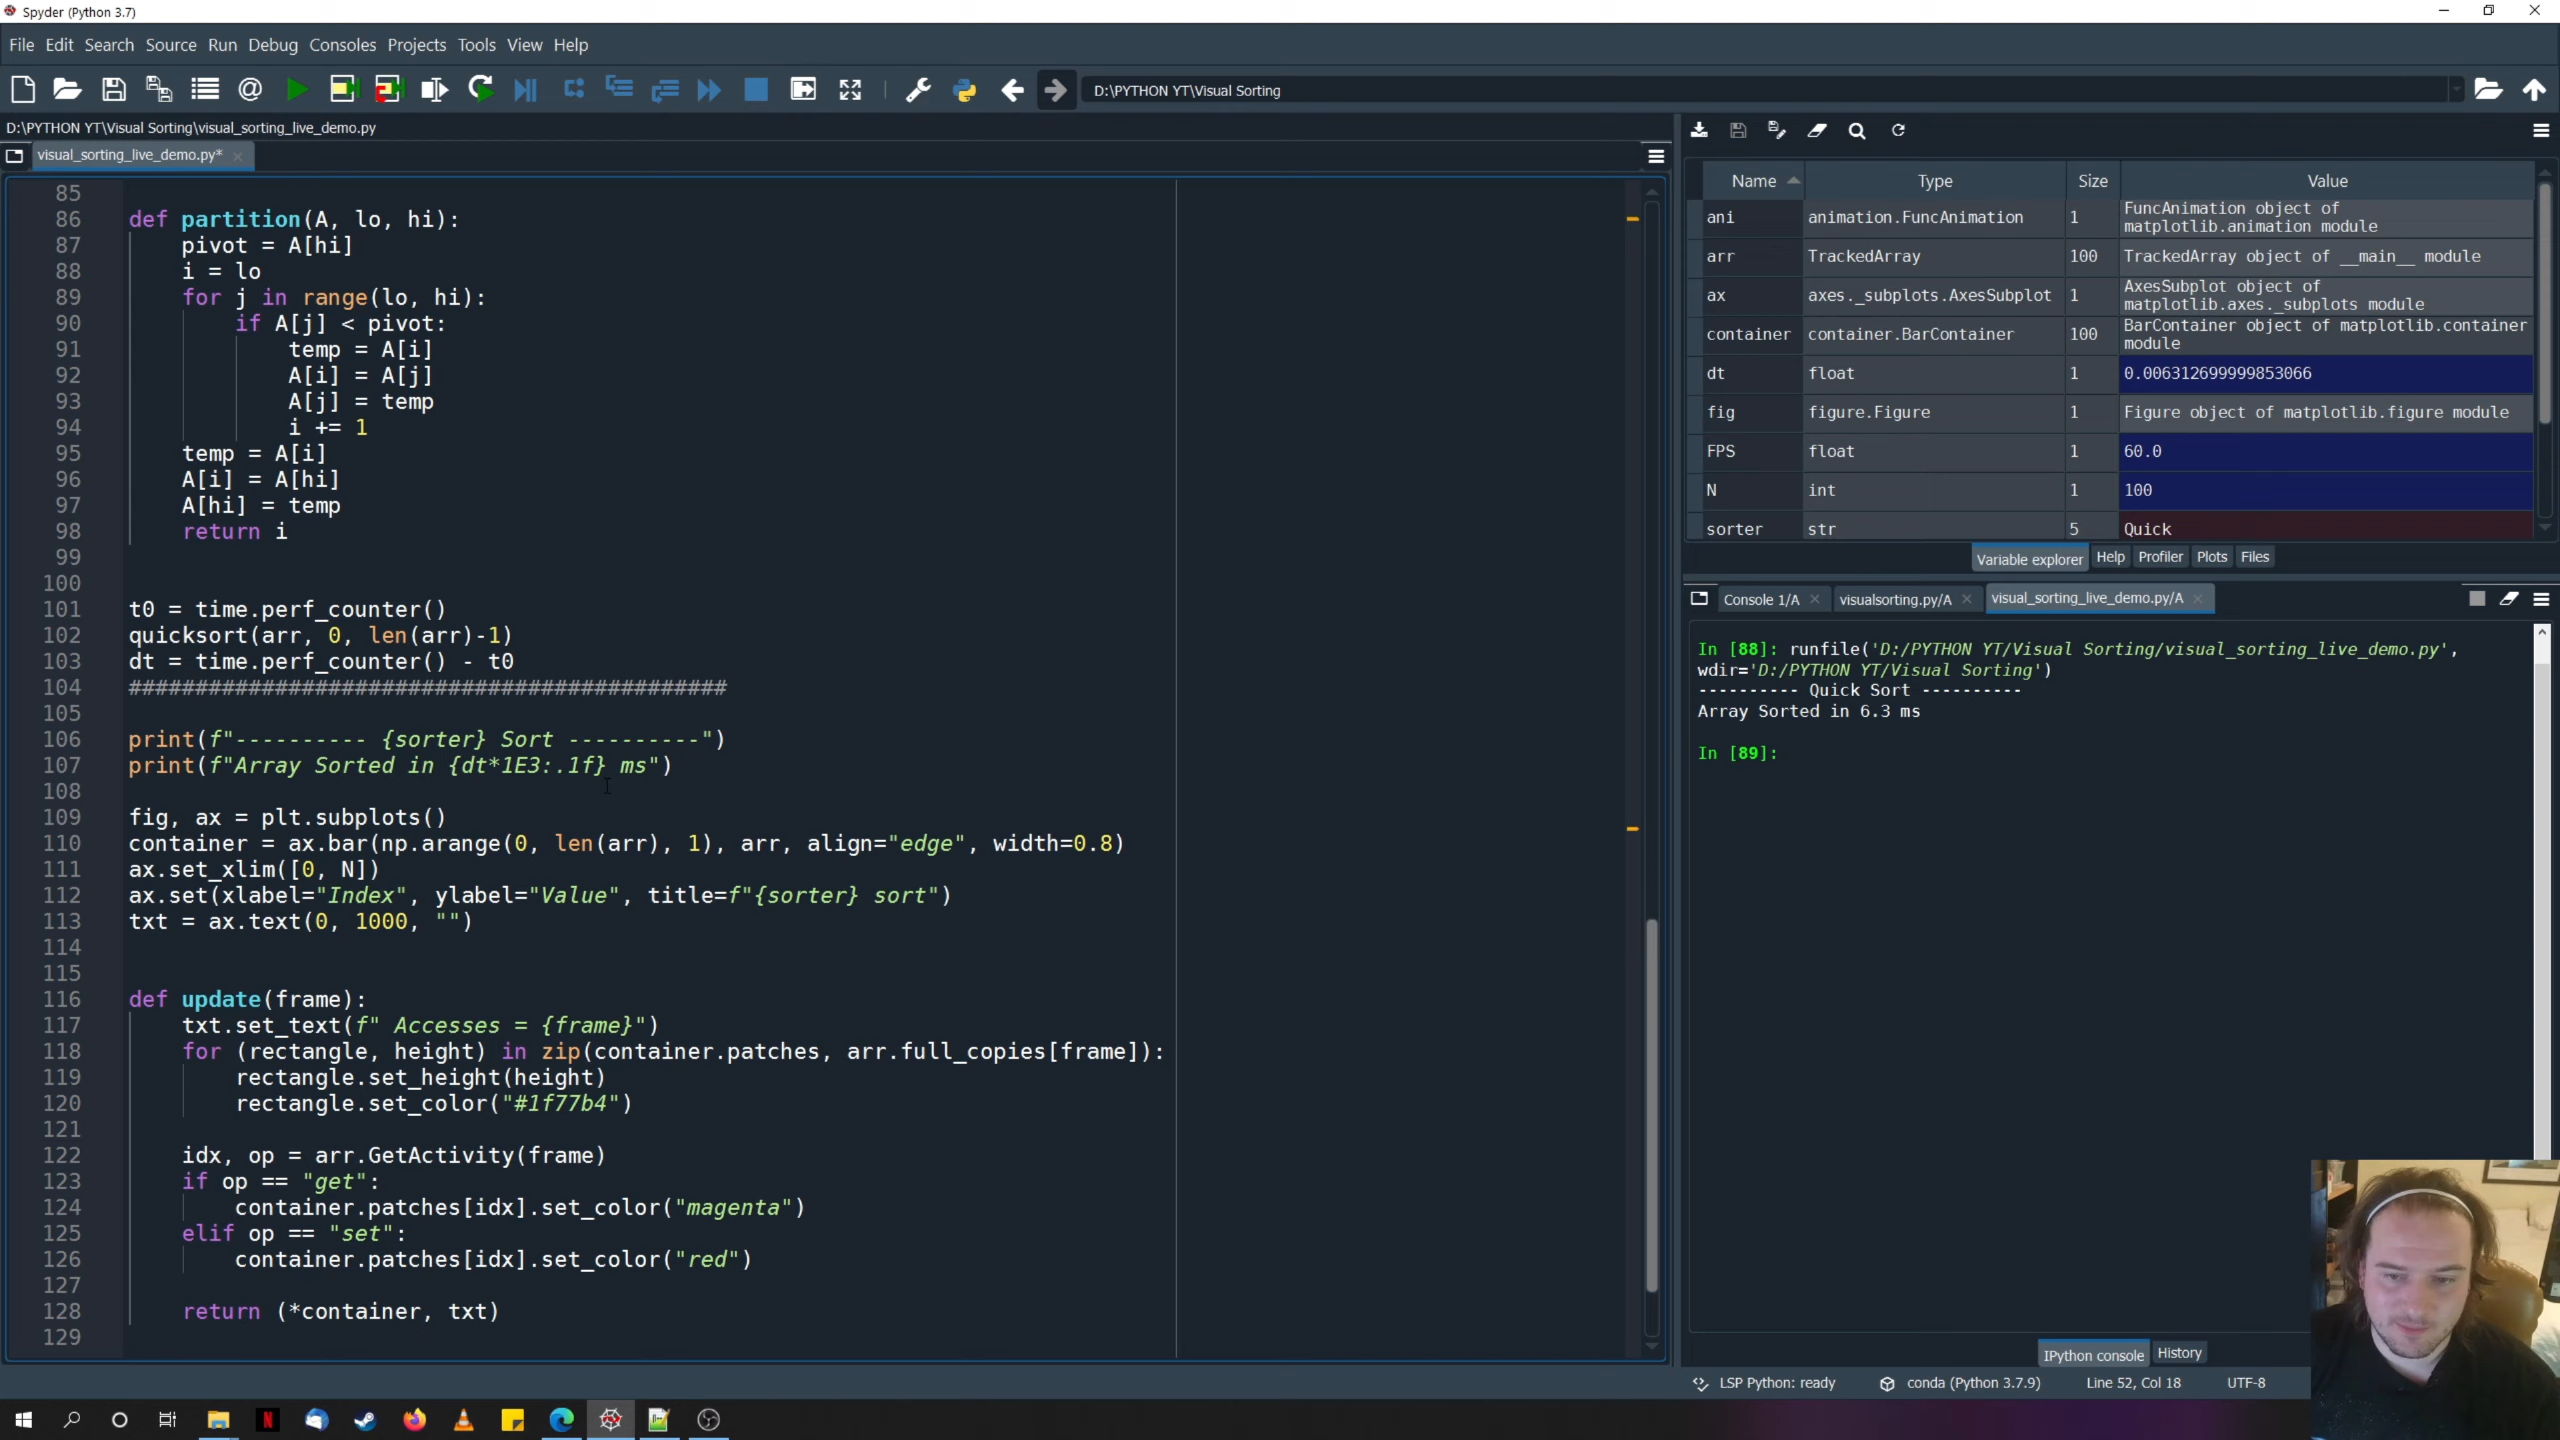 Spyder (Python 3.7)
File Edit Search Source Run Debug Consoles Projects Tools View Help
D:\PYTHON YT\Visual Sorting
D:\PYTHON YT\Visual Sorting\visual_sorting_live_demo.py
visual_sorting_live_demo.py*
85
86 def partition(A, lo, hi):
87 pivot = A[hi]
88 i = lo
89 for j in range(lo, hi):
90 if A[j] < pivot:
91 temp = A[i]
92 A[i] = A[j]
93 A[j] = temp
94 i += 1
95 temp = A[i]
96 A[i] = A[hi]
97 A[hi] = temp
98 return i
99
100
101 t0 = time.perf_counter()
102 quicksort(arr, 0, len(arr)-1)
103 dt = time.perf_counter() - t0
104 #############################################
105
106 print(f"---------- {sorter} Sort ----------")
107 print(f"Array Sorted in {dt*1E3:.1f} ms")
108
109 fig, ax = plt.subplots()
110 container = ax.bar(np.arange(0, len(arr), 1), arr, align="edge", width=0.8)
111 ax.set_xlim([0, N])
112 ax.set(xlabel="Index", ylabel="Value", title=f"{sorter} sort")
113 txt = ax.text(0, 1000, "")
114
115
116 def update(frame):
117 txt.set_text(f" Accesses = {frame}")
118 for (rectangle, height) in zip(container.patches, arr.full_copies[frame]):
119 rectangle.set_height(height)
120 rectangle.set_color("#1f77b4")
121
122 idx, op = arr.GetActivity(frame)
123 if op == "get":
124 container.patches[idx].set_color("magenta")
125 elif op == "set":
126 container.patches[idx].set_color("red")
127
128 return (*container, txt)
129
Name Type Size Value
ani animation.FuncAnimation 1 FuncAnimation object of
matplotlib.animation module
arr TrackedArray 100 TrackedArray object of __main__ module
ax axes._subplots.AxesSubplot 1 AxesSubplot object of
matplotlib.axes._subplots module
container container.BarContainer 100 BarContainer object of matplotlib.container
module
dt float 1 0.006312699999853066
fig figure.Figure 1 Figure object of matplotlib.figure module
FPS float 1 60.0
N int 1 100
sorter str 5 Quick
Variable explorer Help Profiler Plots Files
Console 1/A visualsorting.py/A visual_sorting_live_demo.py/A
In [88]: runfile('D:/PYTHON YT/Visual Sorting/visual_sorting_live_demo.py',
wdir='D:/PYTHON YT/Visual Sorting')
---------- Quick Sort ----------
Array Sorted in 6.3 ms
In [89]:
IPython console History
LSP Python: ready conda (Python 3.7.9) Line 52, Col 18 UTF-8